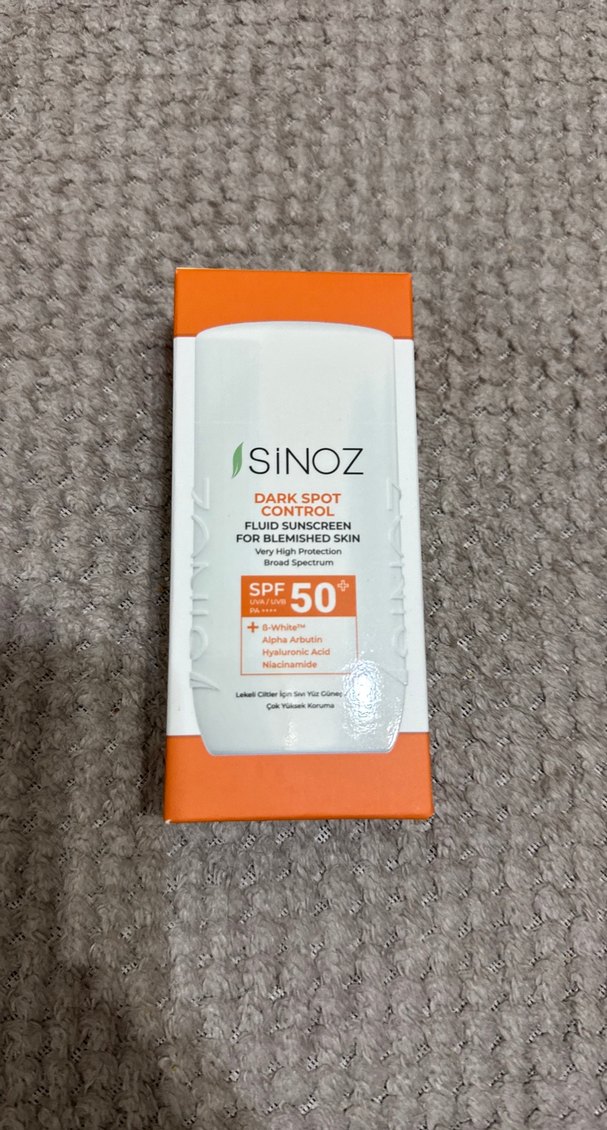 SiNOZ
DARK SPOT
CONTROL
FLUID SUNSCREEN
FOR BLEMISHED SKIN
Very High Protection
Broad Spectrum
SPF 50+
UVA / UVB
PA ++++
+ ß-White™
Alpha Arbutin
Hyaluronic Acid
Niacinamide
Lekeli Ciltler İçin Sıvı Yüz
Çok Yüksek Koruma